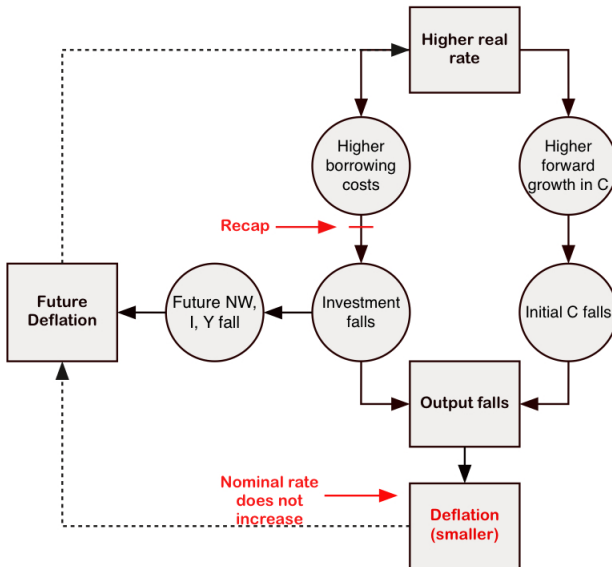 Higher real
rate
Higher
borrowing
costs
Higher
forward
growth in C
Recap
Future
Deflation
Future NW,
I, Y fall
Investment
falls
Initial C falls
Output falls
Nominal rate
does not
increase
Deflation
(smaller)